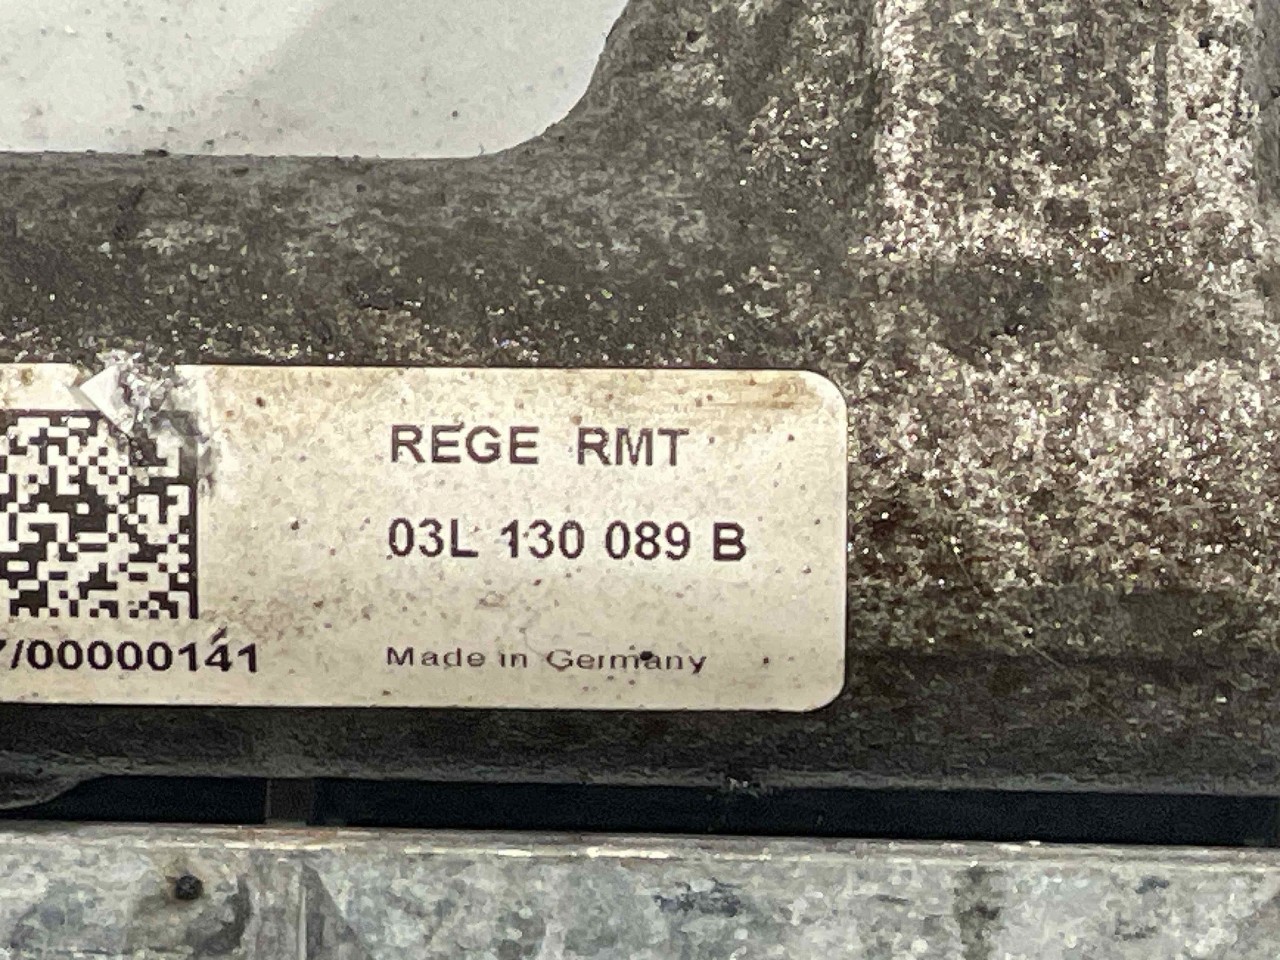 REGE RMT
03L 130 089 B
/00000141
Made in Germany